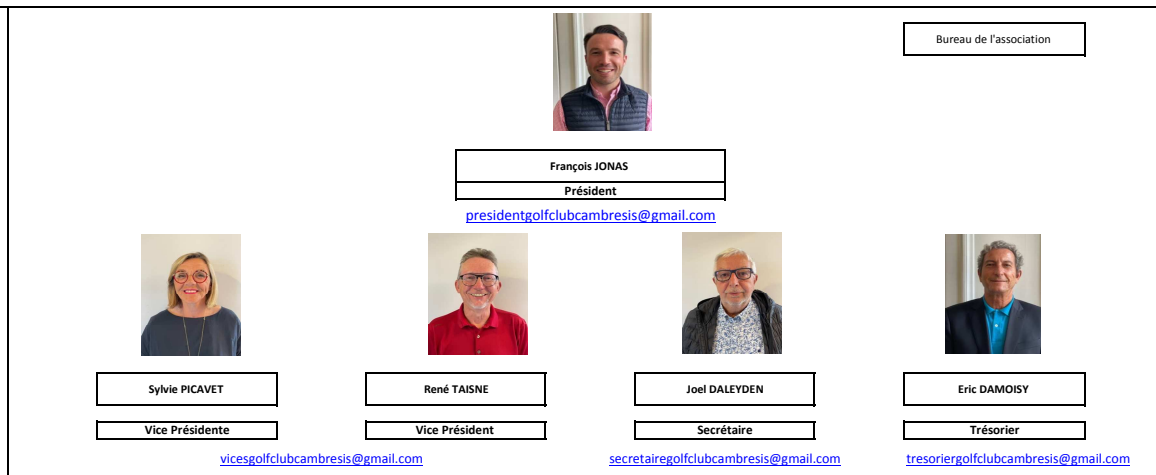 Bureau de l'association
François JONAS
Président
presidentgolfclubcambresis@gmail.com
Sylvie PICAVET
René TAISNE
Joel DALEYDEN
Eric DAMOISY
Vice Présidente
Vice Président
Secrétaire
Trésorier
vicesgolfclubcambresis@gmail.com
secretairegolfclubcambresis@gmail.com
tresoriergolfclubcambresis@gmail.com